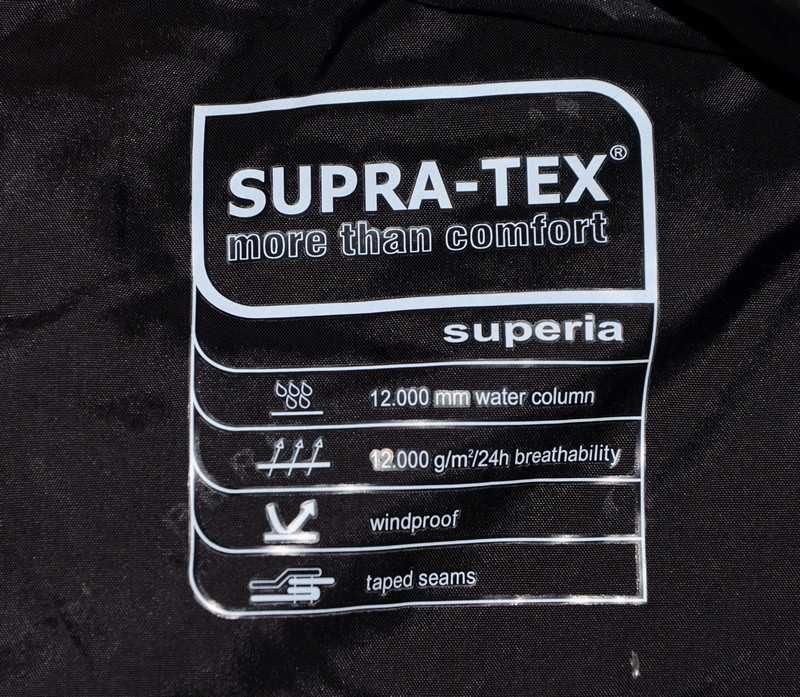 SUPRA-TEX®
more than comfort
superia
12.000 mm water column
12.000 g/m²/24h breathability
windproof
taped seams